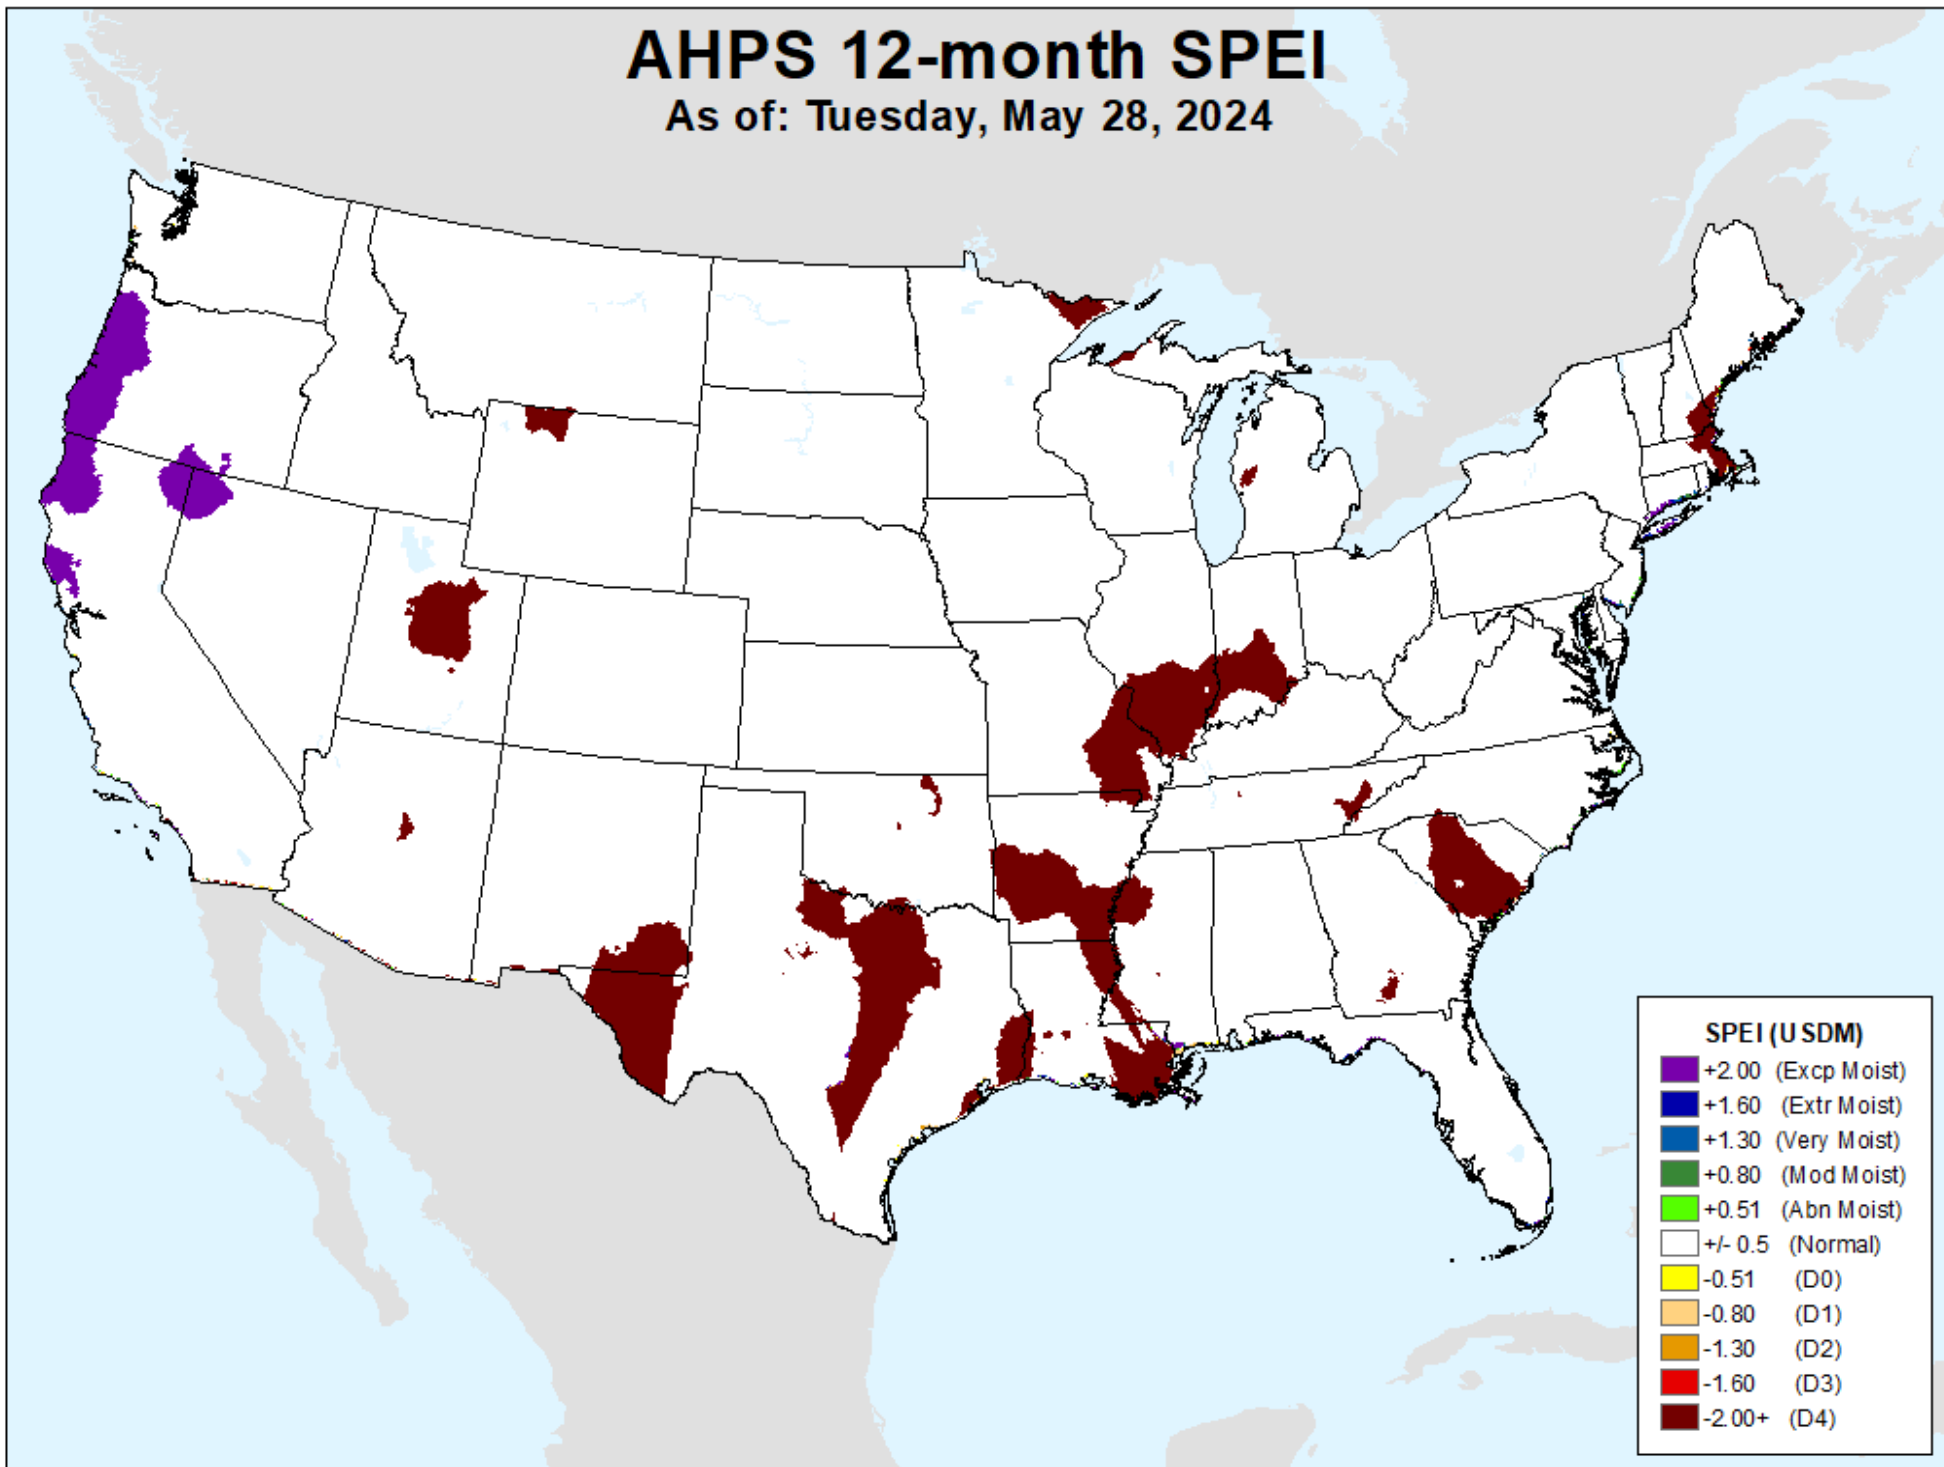 AHPS 12-month SPEI
As of: Tuesday, May 28, 2024
SPEI (USDM)
+2.00 (Excp Moist)
+1.60 (Extr Moist)
+1.30 (Very Moist)
+0.80 (Mod Moist)
+0.51 (Abn Moist)
+/- 0.5 (Normal)
-0.51 (D0)
-0.80 (D1)
-1.30 (D2)
-1.60 (D3)
-2.00+ (D4)